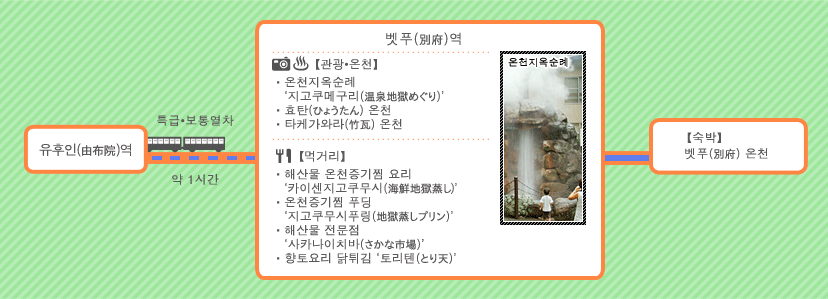 유후인(由布院)역
특급•보통열차
약 1시간
벳푸(別府)역
【관광•온천】
• 온천지옥순례
‘지고쿠메구리(温泉地獄めぐり)’
• 효탄(ひょうたん) 온천
• 타케가와라(竹瓦) 온천
【먹거리】
• 해산물 온천증기찜 요리
‘카이센지고쿠무시(海鮮地獄蒸し)’
• 온천증기찜 푸딩
‘지고쿠무시푸링(地獄蒸しプリン)’
• 해산물 전문점
‘사카나이치바(さかな市場)’
• 향토요리 닭튀김 ‘토리텐(とり天)’
온천지옥순례
【숙박】
벳푸(別府) 온천